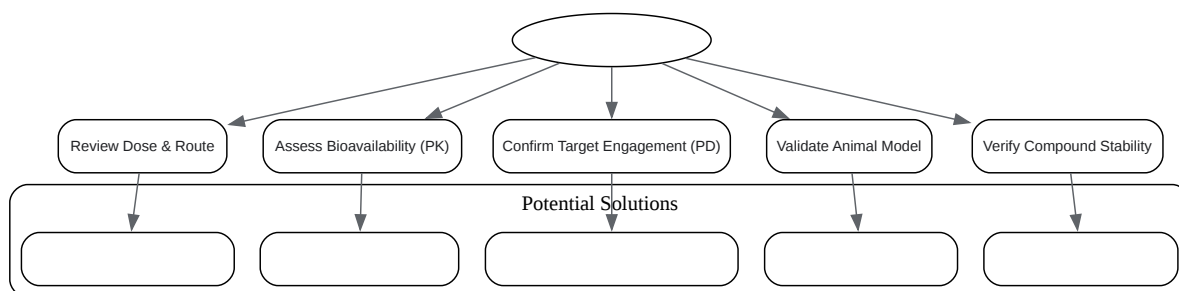 Review Dose & Route
Assess Bioavailability (PK)
Confirm Target Engagement (PD)
Validate Animal Model
Verify Compound Stability
Potential Solutions